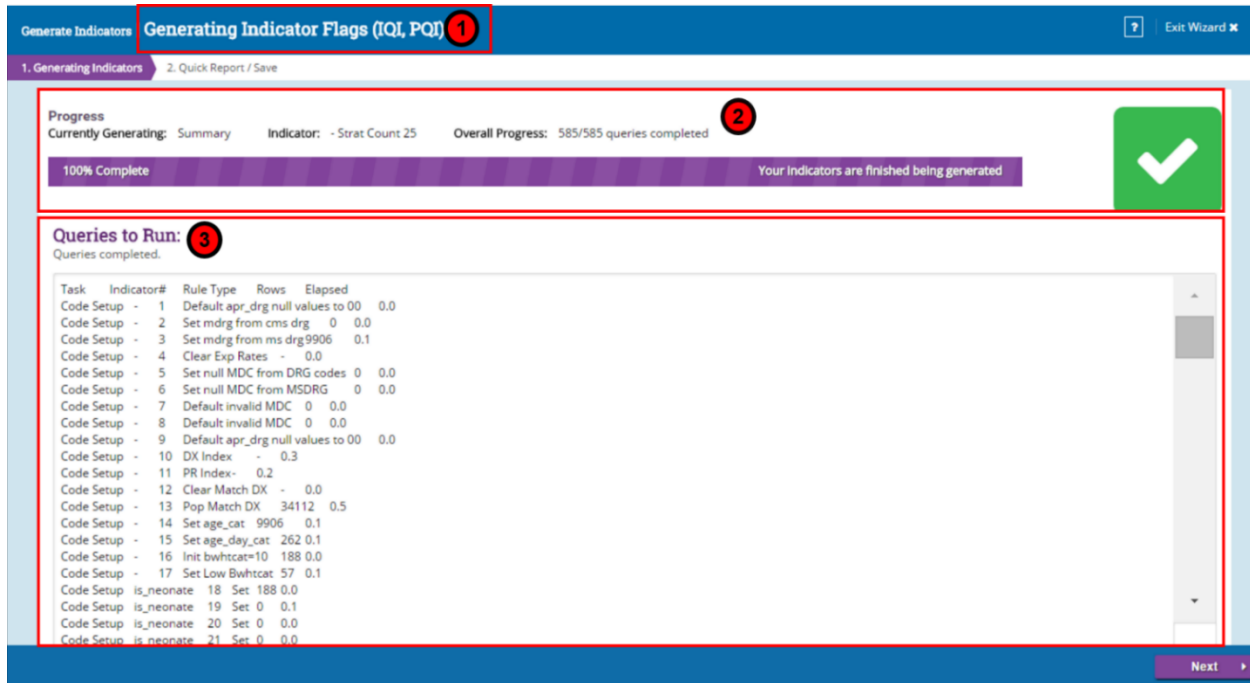 Generate Indicators Generating Indicator Flags (IQI, PQI) 1 ? Exit Wizard ✖
1. Generating Indicators 2. Quick Report / Save
Progress
2
Currently Generating: Summary Indicator: - Strat Count 25 Overall Progress: 585/585 queries completed
100% Complete Your indicators are finished being generated
Queries to Run: 3
Queries completed.
Task Indicator# Rule Type Rows Elapsed
Code Setup - 1 Default apr_drg null values to 00 0.0
Code Setup - 2 Set mdrg from cms drg 0 0.0
Code Setup - 3 Set mdrg from ms drg 9906 0.1
Code Setup - 4 Clear Exp Rates - 0.0
Code Setup - 5 Set null MDC from DRG codes 0 0.0
Code Setup - 6 Set null MDC from MSDRG 0 0.0
Code Setup - 7 Default invalid MDC 0 0.0
Code Setup - 8 Default invalid MDC 0 0.0
Code Setup - 9 Default apr_drg null values to 00 0.0
Code Setup - 10 DX Index - 0.3
Code Setup - 11 PR Index- 0.2
Code Setup - 12 Clear Match DX - 0.0
Code Setup - 13 Pop Match DX 34112 0.5
Code Setup - 14 Set age_cat 9906 0.1
Code Setup - 15 Set age_day_cat 262 0.1
Code Setup - 16 Init bwhtcat=10 188 0.0
Code Setup - 17 Set Low Bwhtcat 57 0.1
Code Setup is_neonate 18 Set 188 0.0
Code Setup is_neonate 19 Set 0 0.1
Code Setup is_neonate 20 Set 0 0.0
Code Setup is_neonate 21 Set 0 0.0
Next